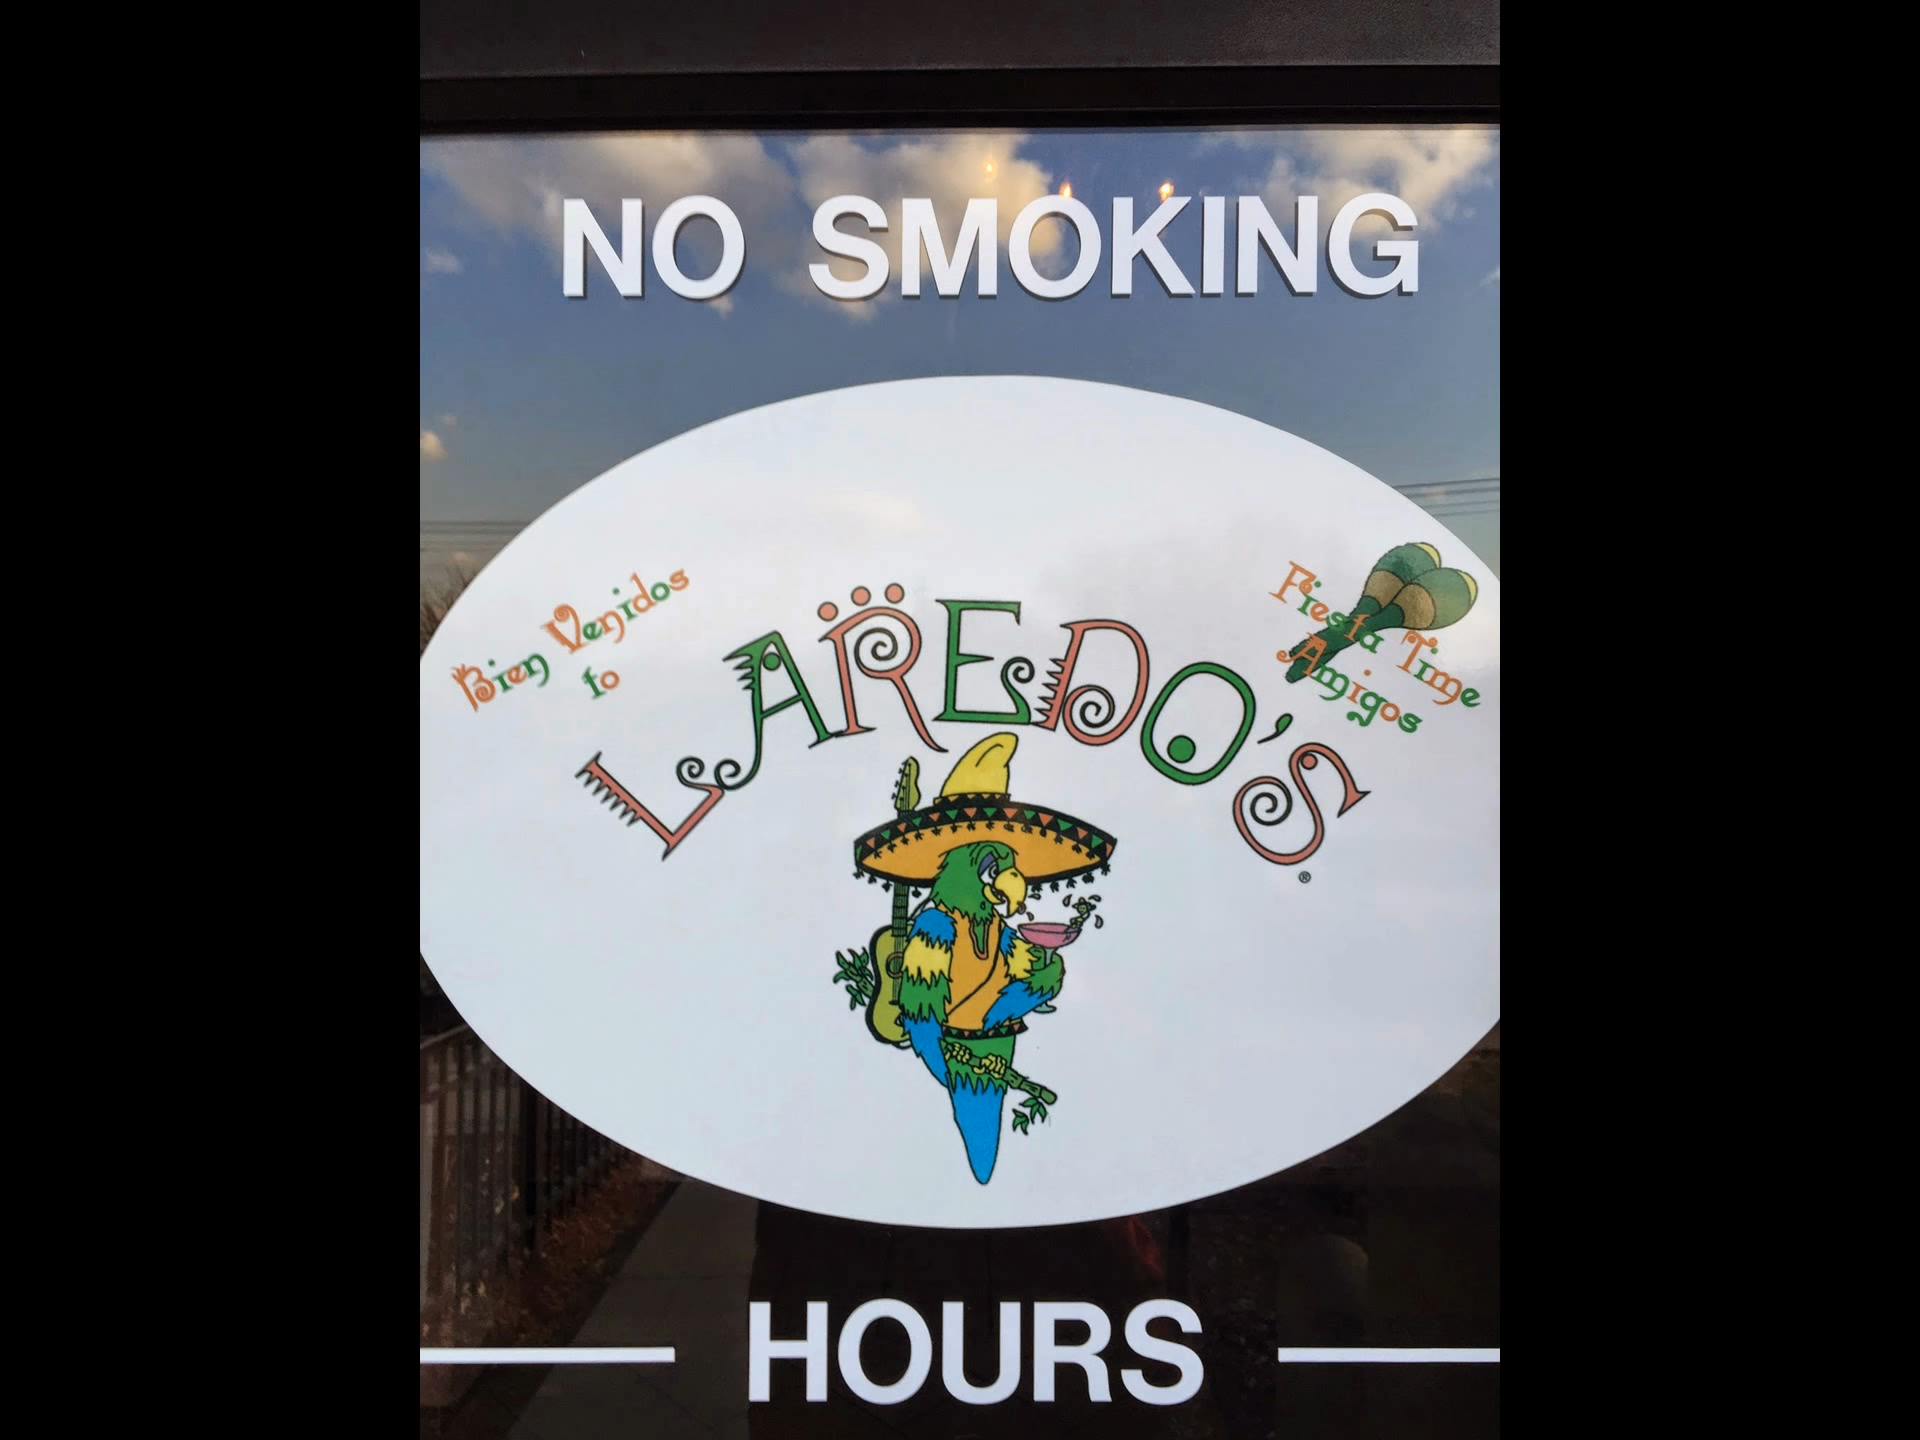 NO SMOKING
Bien Venidos
to
LAREDO'S
®
Fiesta Time
Amigos
HOURS